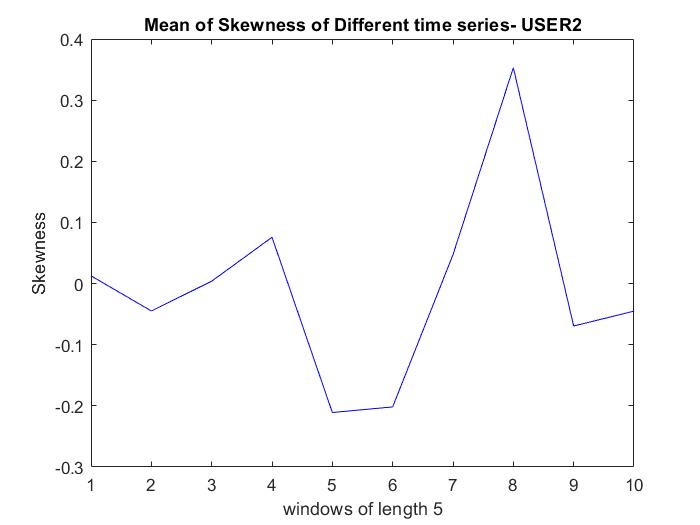 Mean of Skewness of Different time series- USER2
0.4
0.3
0.2
0.1
0
-0.1
-0.2
-0.3
Skewness
1 2 3 4 5 6 7 8 9 10
windows of length 5